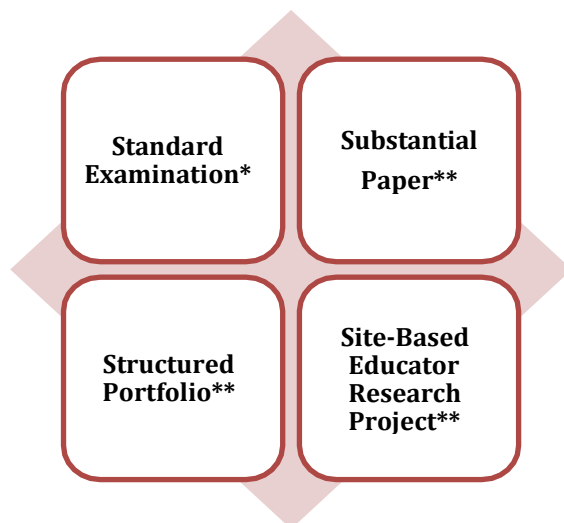 Standard
Examination*
Substantial
Paper**
Structured
Portfolio**
Site-Based
Educator
Research
Project**